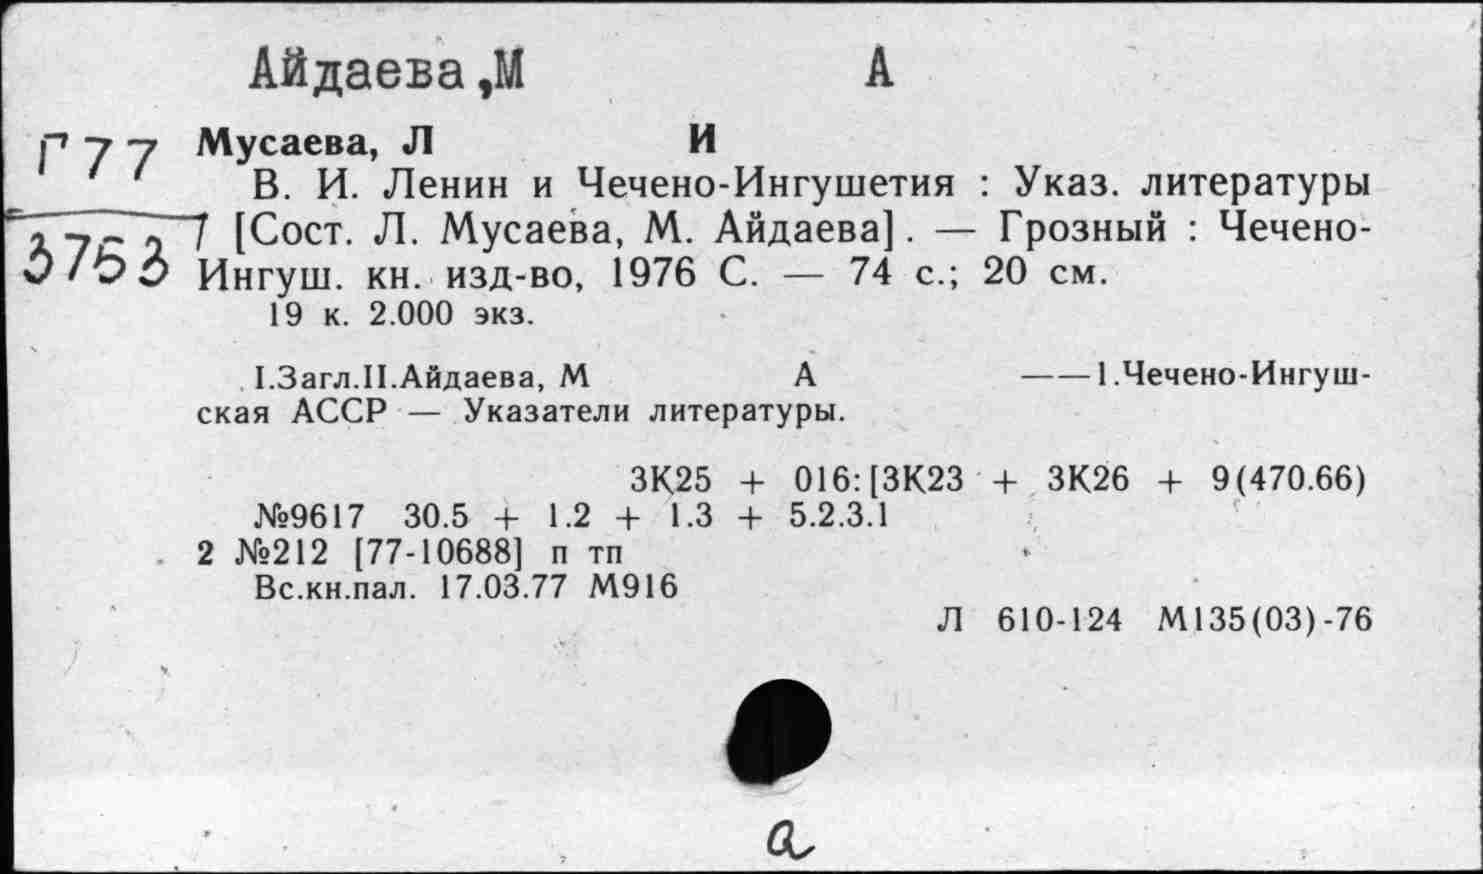 Айдаева,М А
Г77
3753
Мусаева, Л И
В. И. Ленин и Чечено-Ингушетия : Указ. литературы
/ [Сост. Л. Мусаева, М. Айдаева]. — Грозный : Чечено-
Ингуш. кн. изд-во, 1976 С. — 74 с.; 20 см.
19 к. 2.000 экз.
I.Загл.II.Айдаева, М А ——1.Чечено-Ингуш-
ская АССР — Указатели литературы.
3К25 + 016:[3К23 + 3К26 + 9(470.66)
№9617 30.5 + 1.2 + 1.3 + 5.2.3.1
2 №212 [77-10688] п тп
Вс.кн.пал. 17.03.77 М916
Л 610-124 М135(03)-76
а